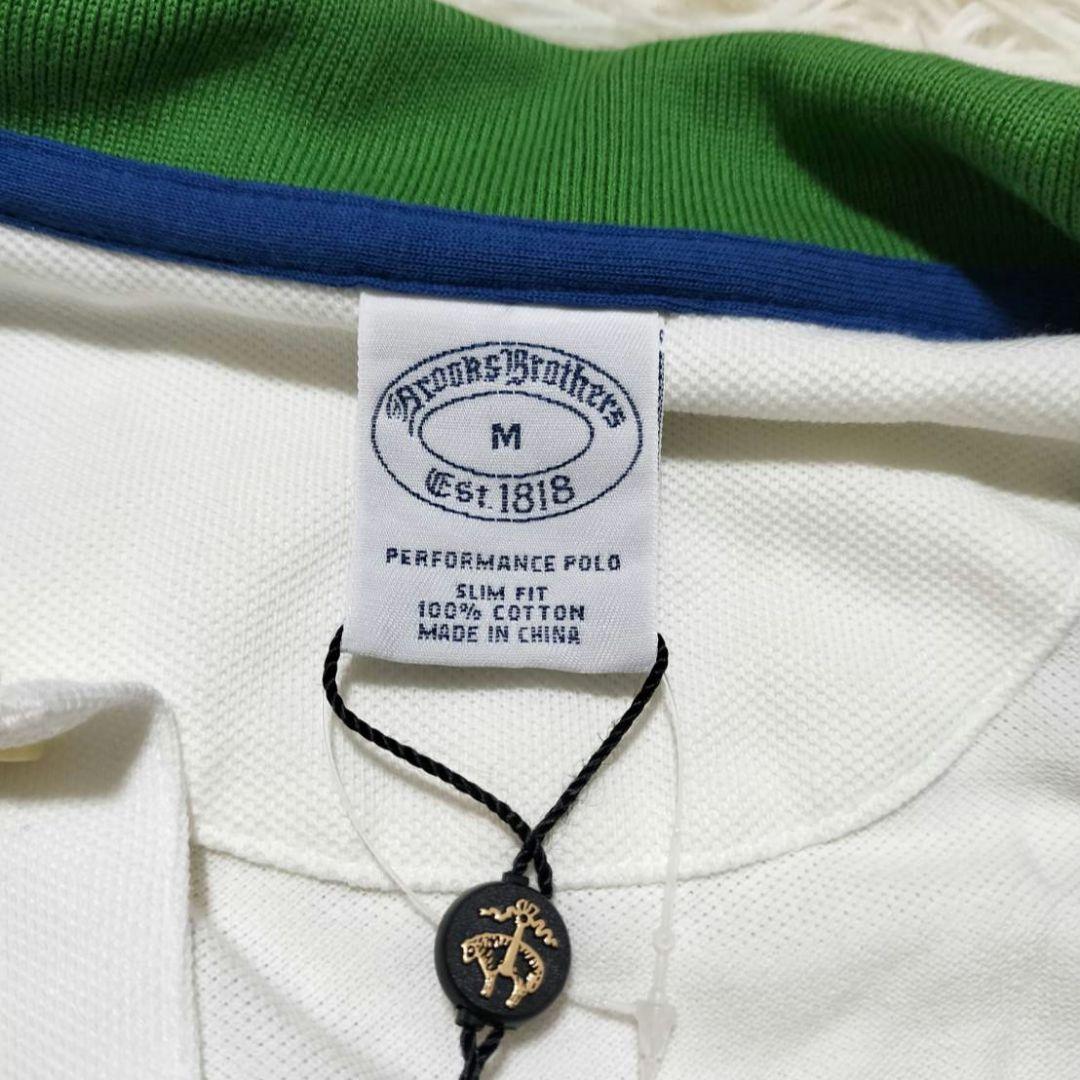 Brooks Brothers
M
Est. 1818
PERFORMANCE POLO
SLIM FIT
100% COTTON
MADE IN CHINA